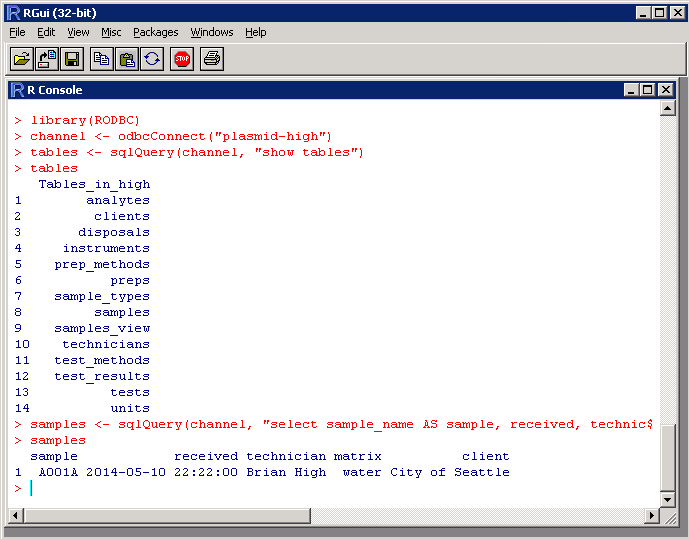 RGui (32-bit)
File Edit View Misc Packages Windows Help
STOP
R Console
> library(RODBC)
> channel <- odbcConnect("plasmid-high")
> tables <- sqlQuery(channel, "show tables")
> tables
   Tables_in_high
1        analytes
2         clients
3       disposals
4     instruments
5    prep_methods
6           preps
7    sample_types
8         samples
9    samples_view
10    technicians
11   test_methods
12   test_results
13          tests
14          units
> samples <- sqlQuery(channel, "select sample_name AS sample, received, technic$
> samples
  sample            received technician matrix          client
1  A001A 2014-05-10 22:22:00 Brian High  water City of Seattle
>